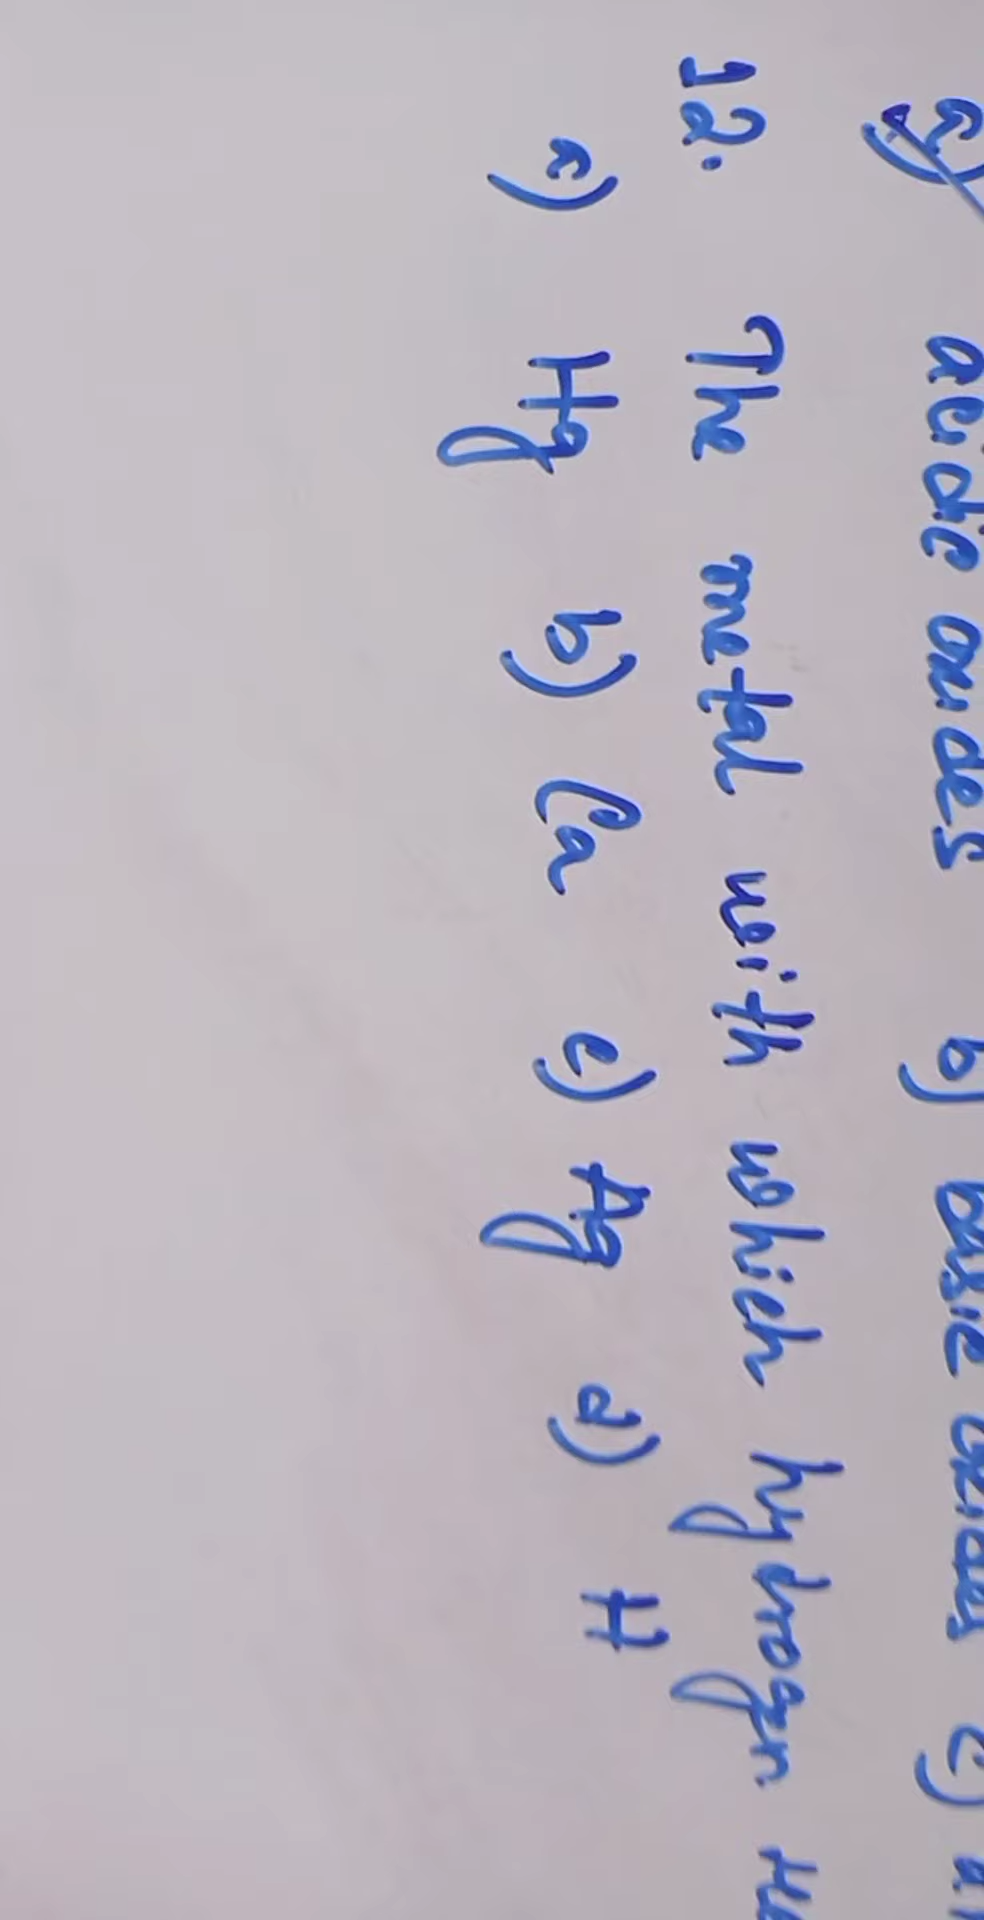 a) acidic oxides b) basic oxides c)
12. The metal with which hydrogen
a) Hg b) Ca c) Ag d) H